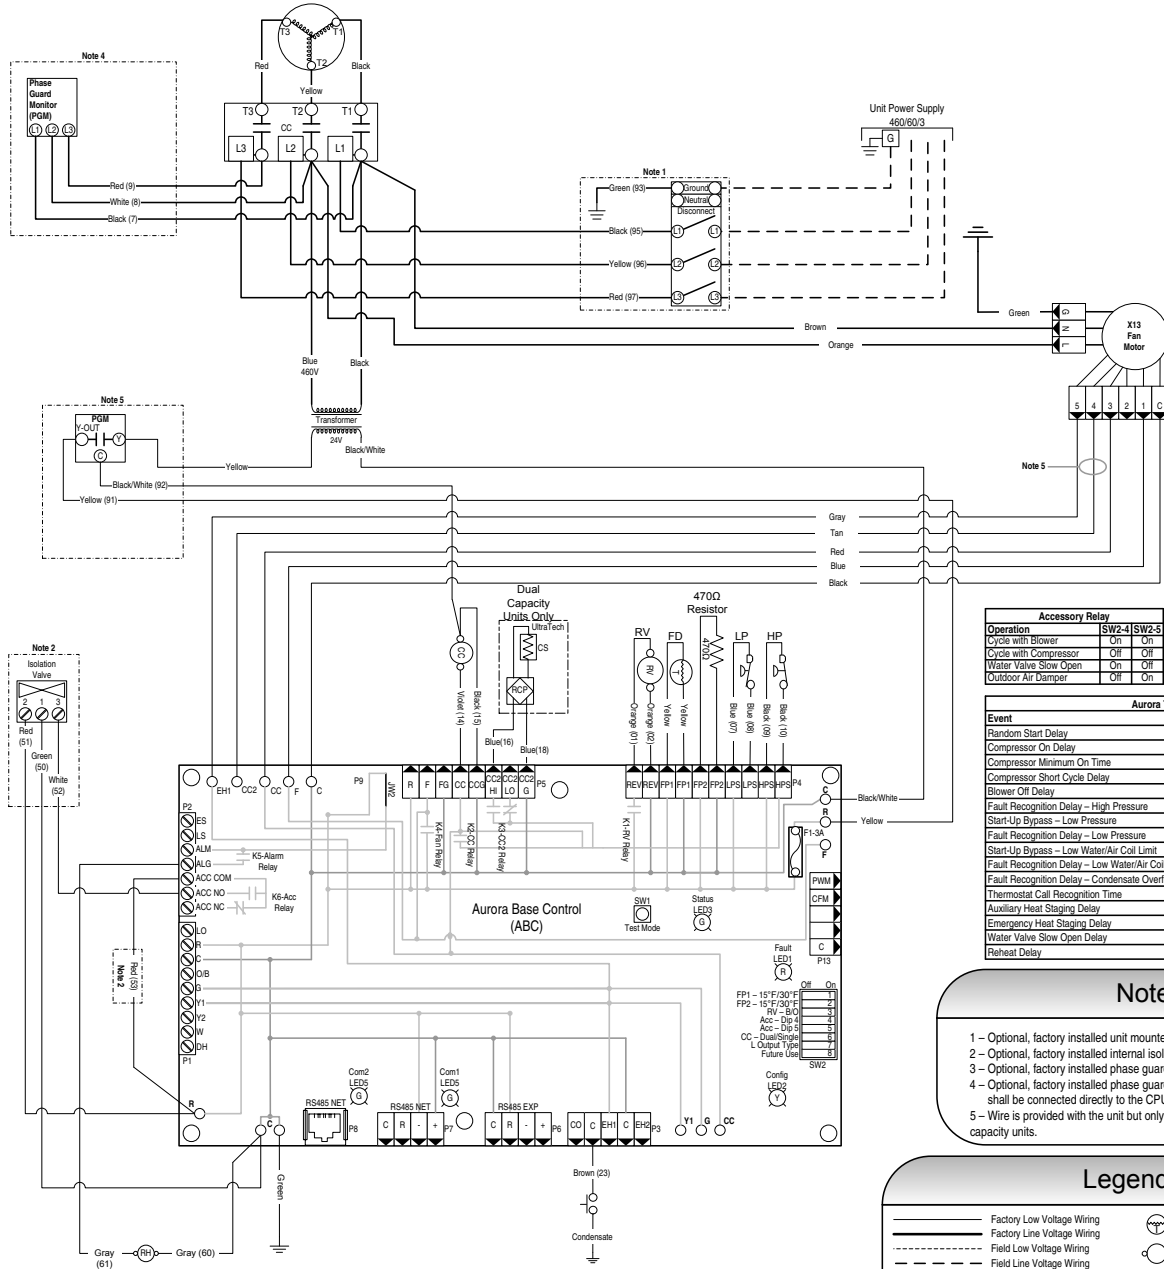 T3
T1
T2
Red
Black
Yellow
Note 4
Phase
Guard
Monitor
(PGM)
L1 L2 L3
T3 T2 T1
CC
L3 L2 L1
Red (9)
White (8)
Black (7)
Unit Power Supply
460/60/3
G
Note 1
Green (93)
Ground
Neutral
Disconnect
Black (95)
L1 L1
Yellow (96)
L2 L2
Red (97)
L3 L3
Green
Brown
Orange
G
N
L
X13
Fan
Motor
5 4 3 2 1 C
Note 5
Blue
460V
Black
Transformer
24V
Black/White
Note 5
PGM
Y-OUT
Y
C
Yellow
Black/White (92)
Yellow (91)
Gray
Tan
Red
Blue
Black
Dual
Capacity
Units Only
UltraTech
CS
RCP
CC
Violet (14)
Black (15)
Blue(16)
Blue(18)
470Ω
Resistor
470Ω
RV FD LP HP
RV
T
Orange (01)
Orange (02)
Yellow
Yellow
Blue (07)
Blue (08)
Black (09)
Black (10)
Note 2
Isolation
Valve
2 1 3
Red
(51)
Green
(50)
White
(52)
Accessory Relay
Operation SW2-4 SW2-5
Cycle with Blower On On
Cycle with Compressor Off Off
Water Valve Slow Open On Off
Outdoor Air Damper Off On
Aurora
Event
Random Start Delay
Compressor On Delay
Compressor Minimum On Time
Compressor Short Cycle Delay
Blower Off Delay
Fault Recognition Delay – High Pressure
Start-Up Bypass – Low Pressure
Fault Recognition Delay – Low Pressure
Start-Up Bypass – Low Water/Air Coil Limit
Fault Recognition Delay – Low Water/Air Coi
Fault Recognition Delay – Condensate Overf
Thermostat Call Recognition Time
Auxiliary Heat Staging Delay
Emergency Heat Staging Delay
Water Valve Slow Open Delay
Reheat Delay
EH1 CC2 CC F C
P9
JW2
R F FG CC CCG CC2 HI CC2 LO CC2 G P5
REV REV FP1 FP1 FP2 FP2 LPS LPS HPS HPS P4
C
Black/White
R
Yellow
F1-3A
F
P2
ES
LS
ALM
ALG
ACC COM
ACC NO
ACC NC
K5-Alarm
Relay
K6-Acc
Relay
K4-Fan Relay
K2-CC Relay
K3-CC2 Relay
K1-RV Relay
Aurora Base Control
(ABC)
SW1
Test Mode
Status
LED3
G
PWM
CFM
C
P13
LO
R
C
O/B
G
Y1
Y2
W
DH
P1
Red (53)
Note 2
Fault
LED1
R
Off On
FP1 – 15°F/30°F 1
FP2 – 15°F/30°F 2
RV – B/O 3
Acc – Dip 4 4
Acc – Dip 5 5
CC – Dual/Single 6
L Output Type 7
Future Use 8
SW2
Config
LED2
Y
R
C
Com2
LED5
G
Com1
LED5
G
RS485 NET
P8
RS485 NET
C R - + P7
RS485 EXP
C R - + P6
CO C EH1 C EH2 P3
Y1 G CC
Green
Brown (23)
Condensate
Gray
(61)
RH
Gray (60)
Note
1 – Optional, factory installed unit mounte
2 – Optional, factory installed internal isol
3 – Optional, factory installed phase guar
4 – Optional, factory installed phase guar
shall be connected directly to the CPU
5 – Wire is provided with the unit but only
capacity units.
Legend
Factory Low Voltage Wiring
Factory Line Voltage Wiring
Field Low Voltage Wiring
Field Line Voltage Wiring